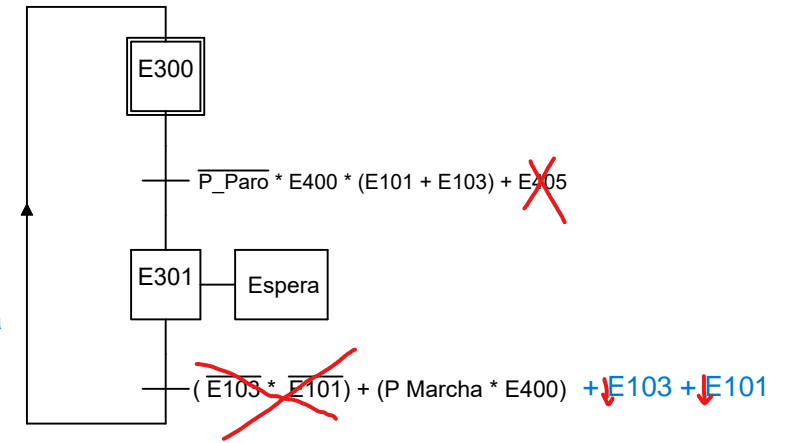 E300
P_Paro * E400 * (E101 + E103) + E405
E301
Espera
( E103 * E101) + (P Marcha * E400) + ↓E103 + ↓E101